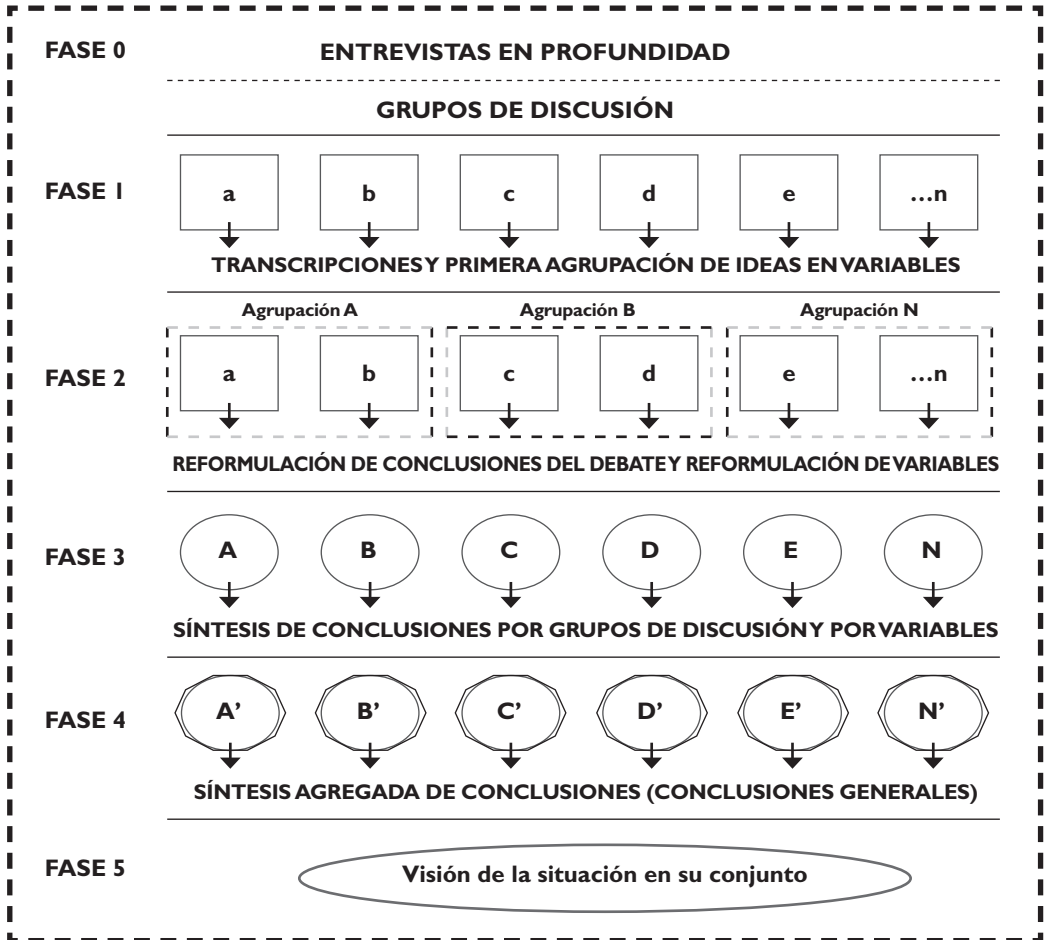 FASE 0 ENTREVISTAS EN PROFUNDIDAD
GRUPOS DE DISCUSIÓN
FASE 1 a b c d e ...n
TRANSCRIPCIONES Y PRIMERA AGRUPACIÓN DE IDEAS EN VARIABLES
Agrupación A Agrupación B Agrupación N
FASE 2 a b c d e ...n
REFORMULACIÓN DE CONCLUSIONES DEL DEBATE Y REFORMULACIÓN DE VARIABLES
FASE 3 A B C D E N
SÍNTESIS DE CONCLUSIONES POR GRUPOS DE DISCUSIÓN Y POR VARIABLES
FASE 4 A’ B’ C’ D’ E’ N’
SÍNTESIS AGREGADA DE CONCLUSIONES (CONCLUSIONES GENERALES)
FASE 5 Visión de la situación en su conjunto